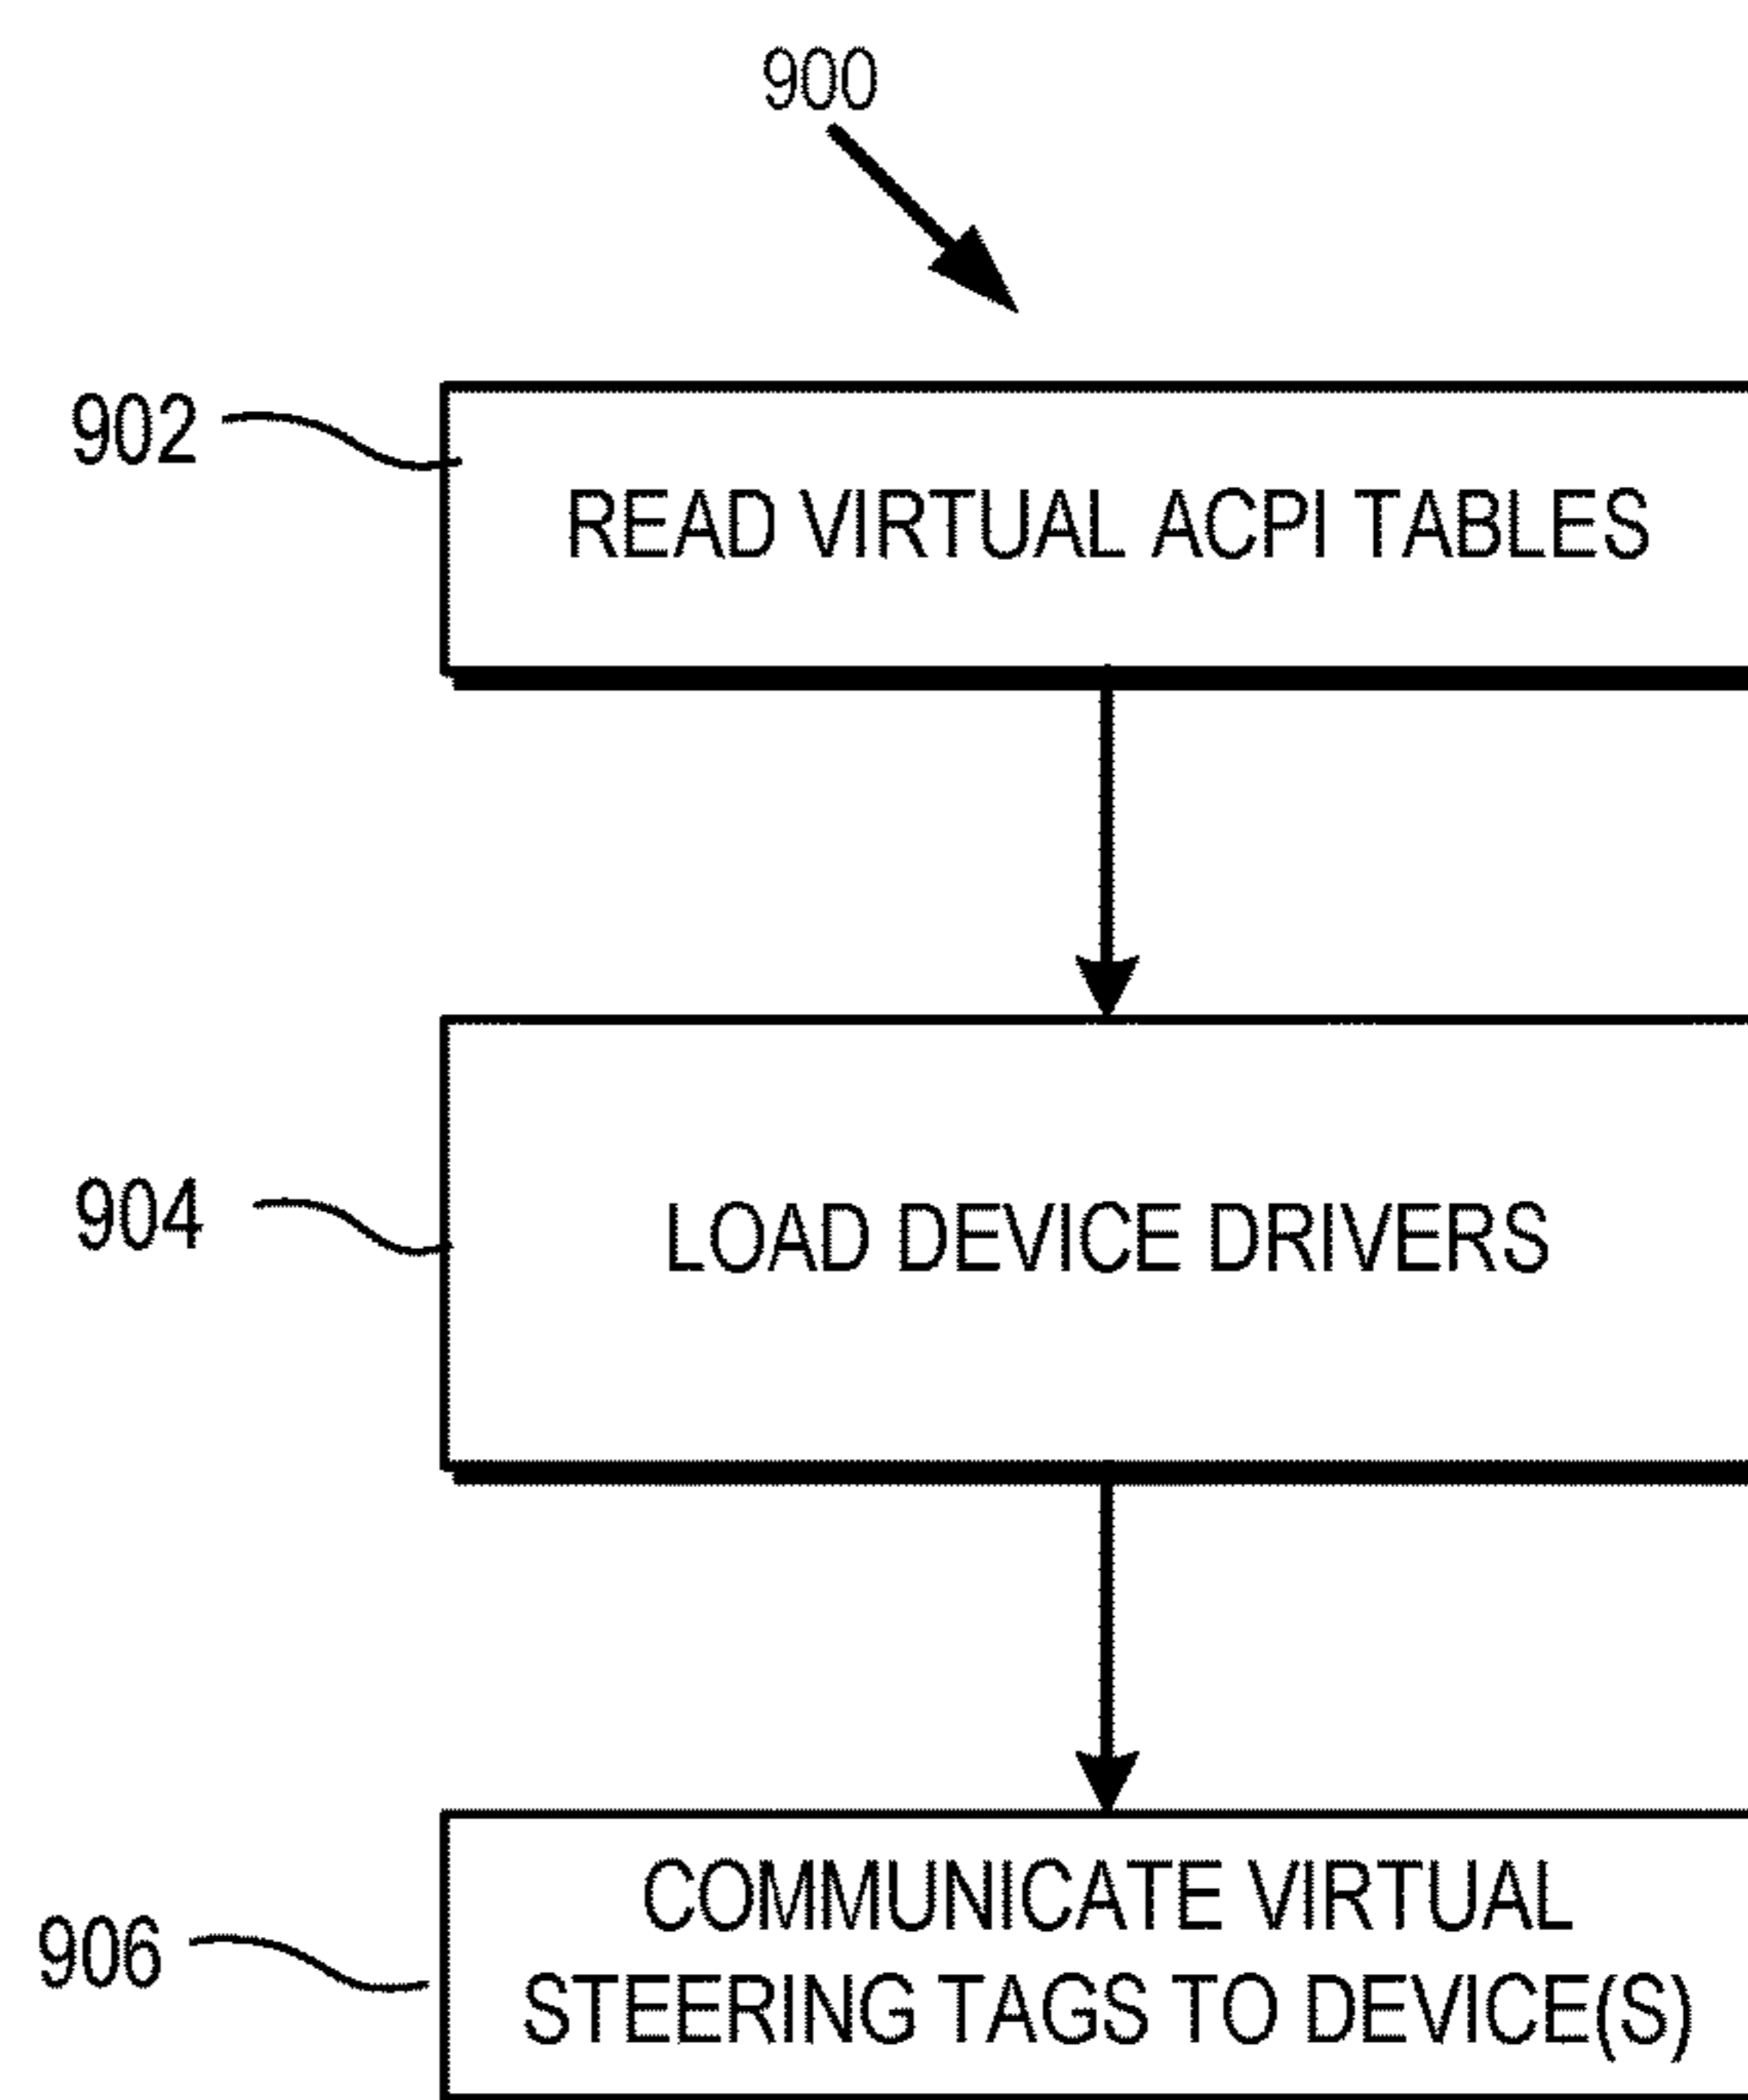 900
902
READ VIRTUAL ACPI TABLES
904
LOAD DEVICE DRIVERS
906
COMMUNICATE VIRTUAL
STEERING TAGS TO DEVICE(S)